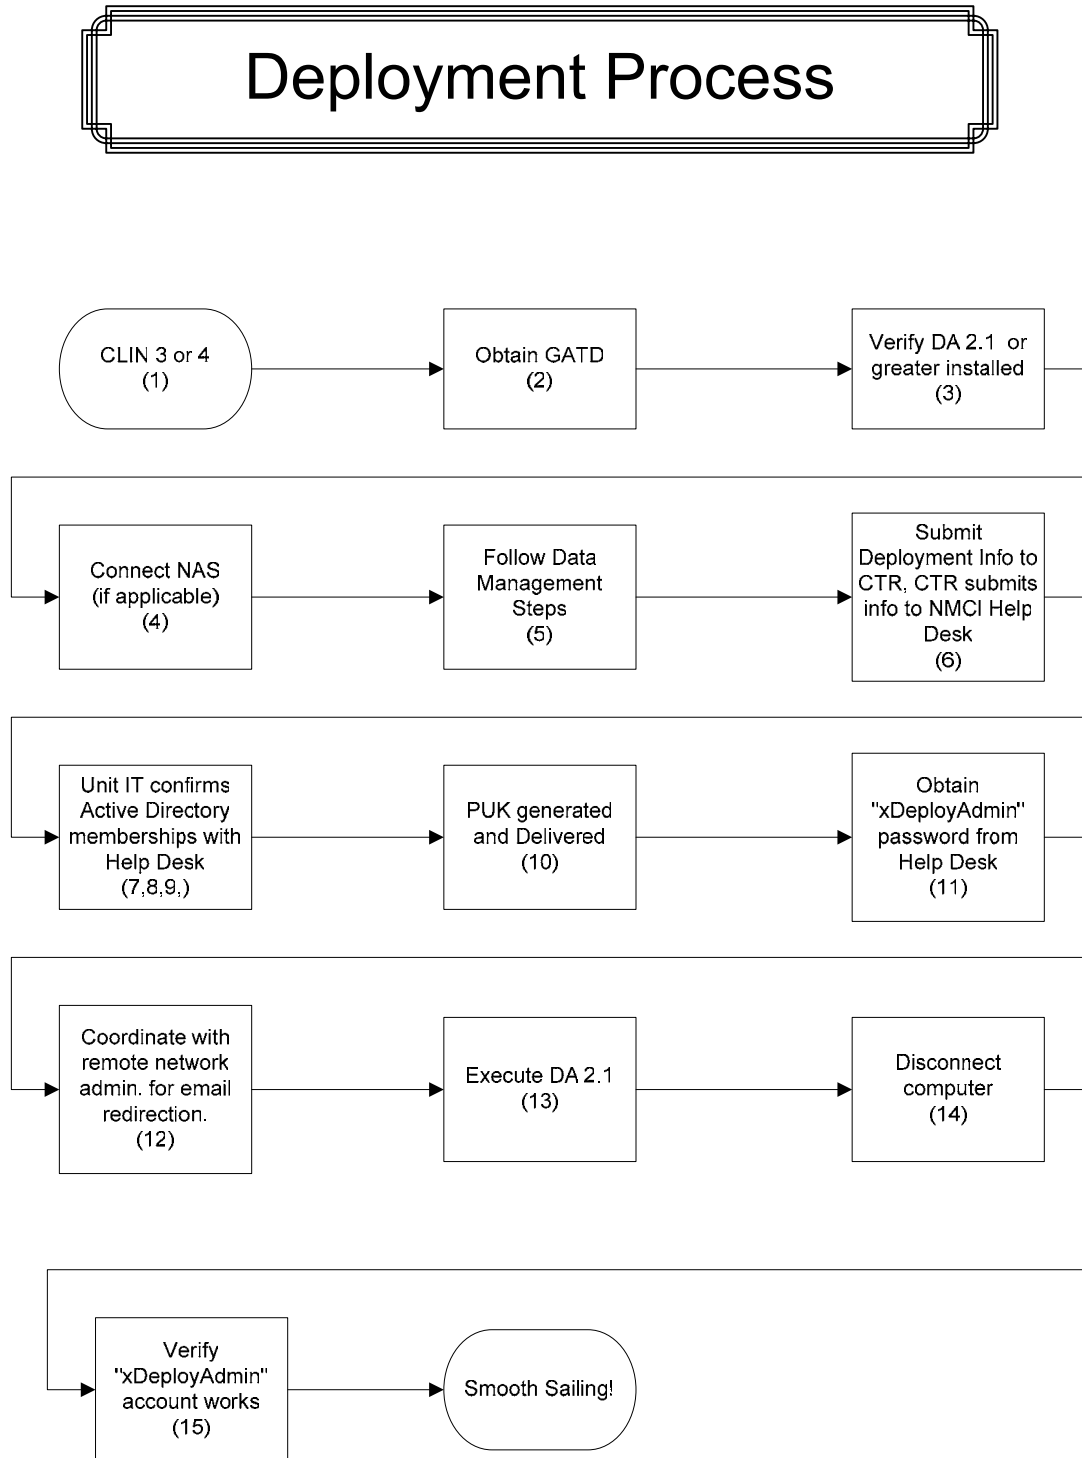 Deployment Process
CLIN 3 or 4
(1)
Obtain GATD
(2)
Verify DA 2.1 or
greater installed
(3)
Connect NAS
(if applicable)
(4)
Follow Data
Management
Steps
(5)
Submit
Deployment Info to
CTR, CTR submits
info to NMCI Help
Desk
(6)
Unit IT confirms
Active Directory
memberships with
Help Desk
(7,8,9,)
PUK generated
and Delivered
(10)
Obtain
"xDeployAdmin"
password from
Help Desk
(11)
Coordinate with
remote network
admin. for email
redirection.
(12)
Execute DA 2.1
(13)
Disconnect
computer
(14)
Verify
"xDeployAdmin"
account works
(15)
Smooth Sailing!